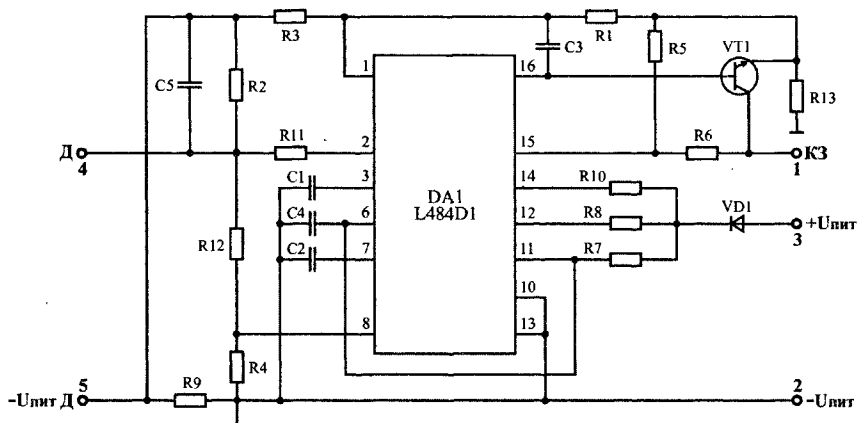 R3
R1
C3
R5
VT1
C5
R2
1
16
R13
Д
4
R11
2
15
R6
КЗ
1
C1
3
DA1
L484D1
14
R10
C4
6
12
R8
VD1
3
+Uпит
R12
C2
7
11
R7
10
8
13
R4
-Uпит Д
5
R9
2
-Uпит